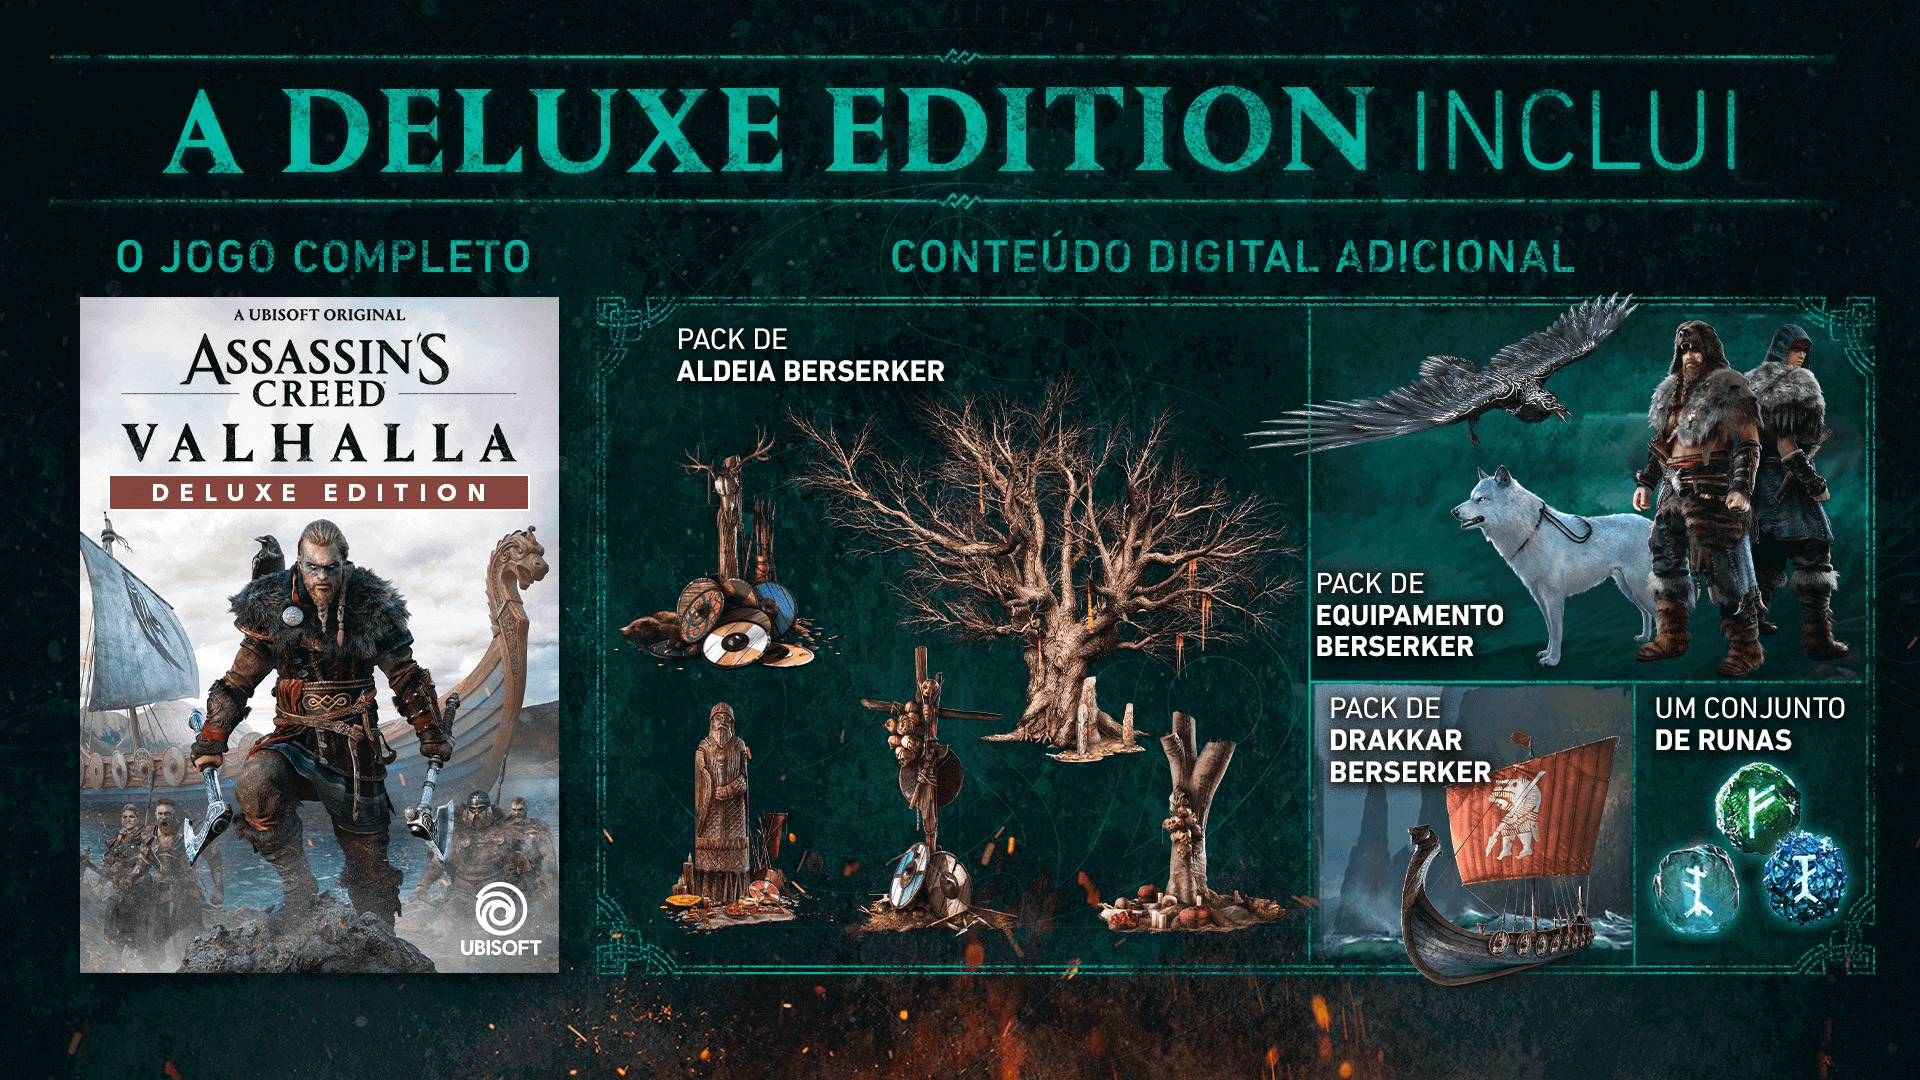 A DELUXE EDITION INCLUI
O JOGO COMPLETO
A UBISOFT ORIGINAL
ASSASSIN'S
CREED
VALHALLA
DELUXE EDITION
UBISOFT
CONTEÚDO DIGITAL ADICIONAL
PACK DE
ALDEIA BERSERKER
PACK DE
EQUIPAMENTO
BERSERKER
PACK DE
DRAKKAR
BERSERKER
UM CONJUNTO
DE RUNAS